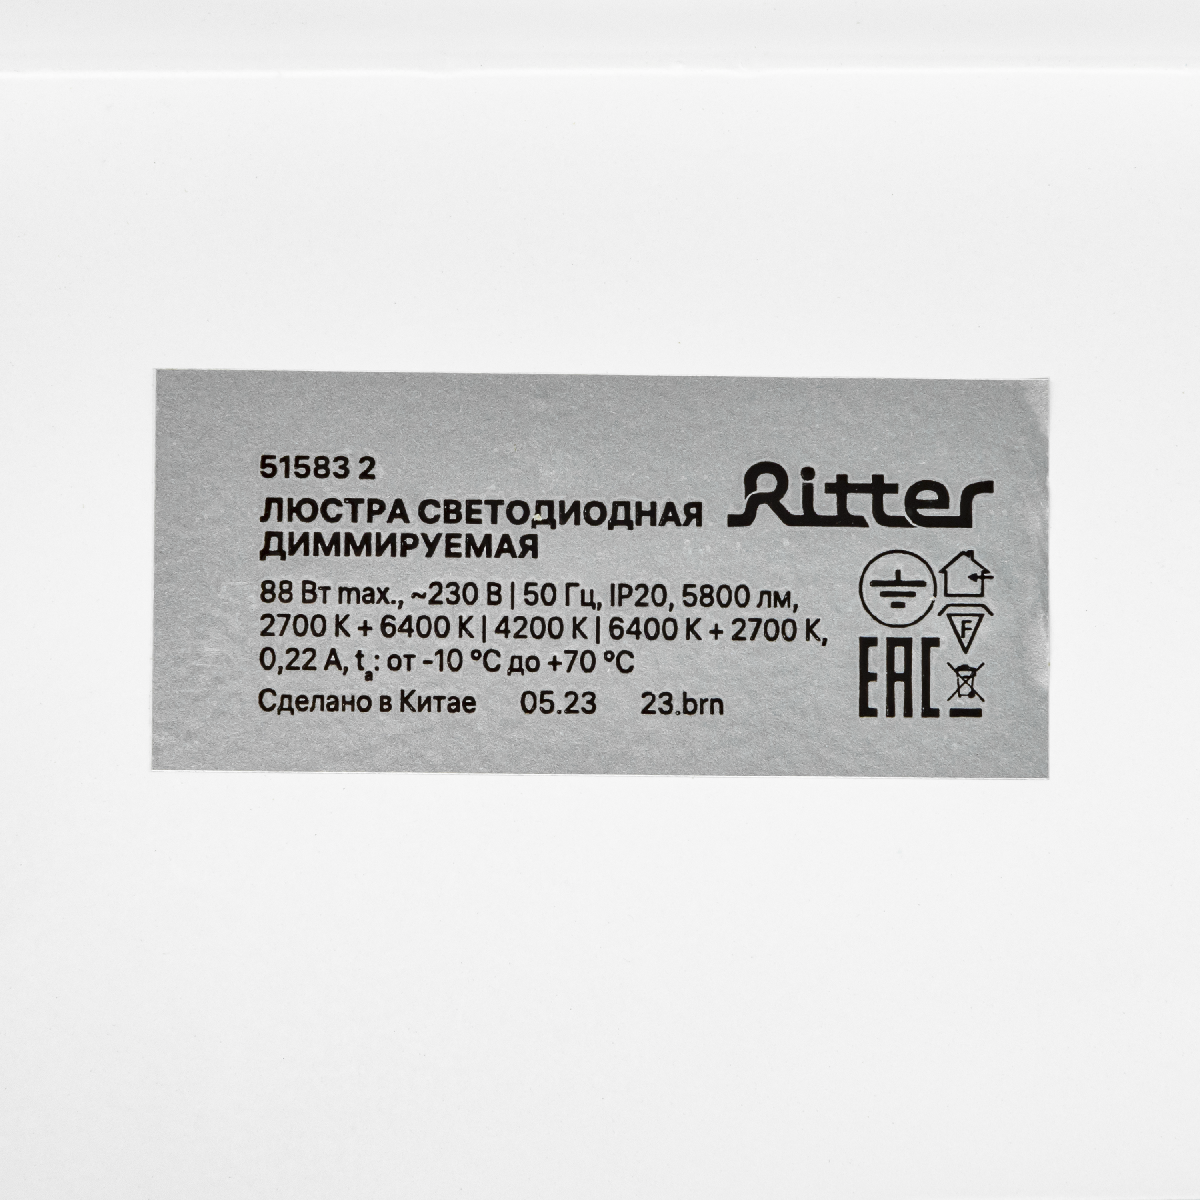 51583 2
Ritter
ЛЮСТРА СВЕТОДИОДНАЯ
ДИММИРУЕМАЯ
88 Вт max., ~230 В | 50 Гц, IP20, 5800 лм,
2700 К + 6400 К | 4200 К | 6400 К + 2700 К,
0,22 А, tₐ: от -10 °С до +70 °С
Сделано в Китае 05.23 23.brn
F
EAC